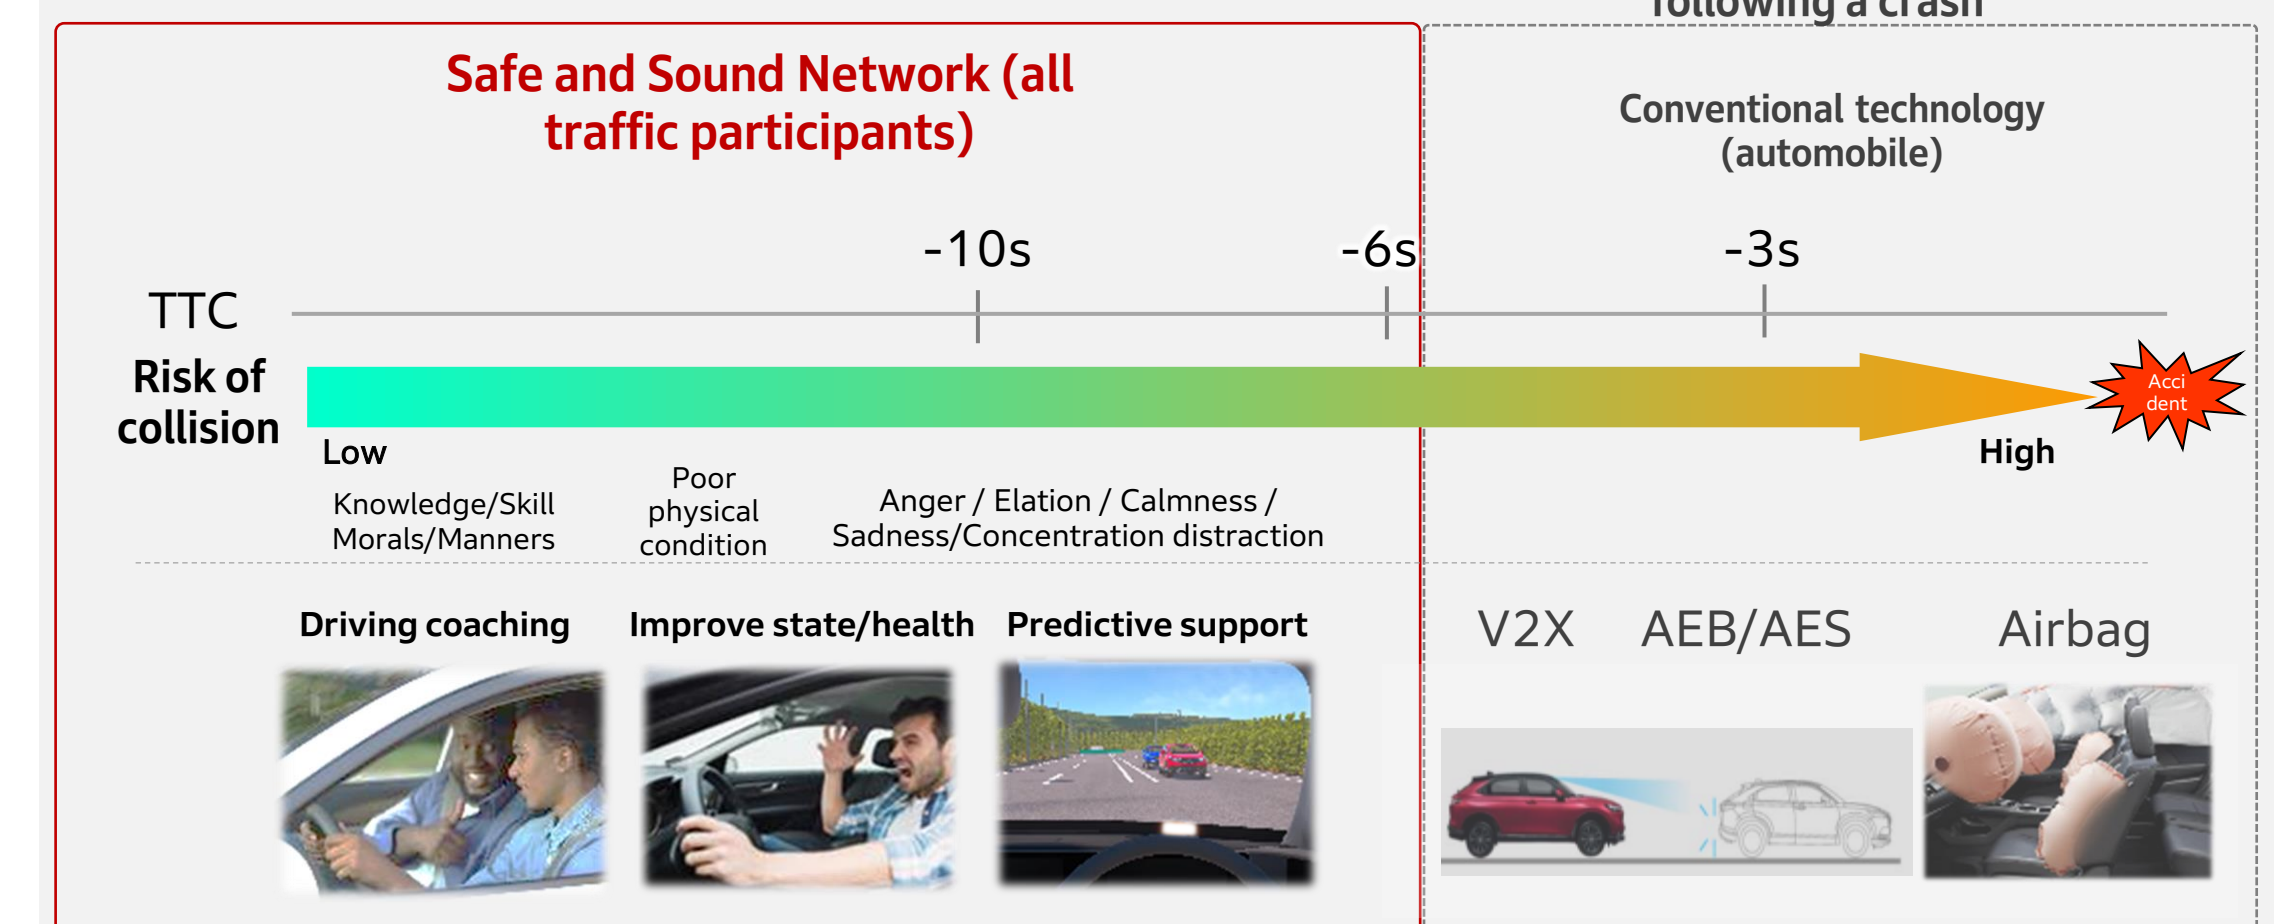 following a crash
Safe and Sound Network (all
traffic participants)
Conventional technology
(automobile)
-10s
-6s
-3s
TTC
Risk of
collision
Acci
dent
Low
High
Knowledge/Skill
Morals/Manners
Poor
physical
condition
Anger / Elation / Calmness /
Sadness/Concentration distraction
Driving coaching
Improve state/health
Predictive support
V2X
AEB/AES
Airbag